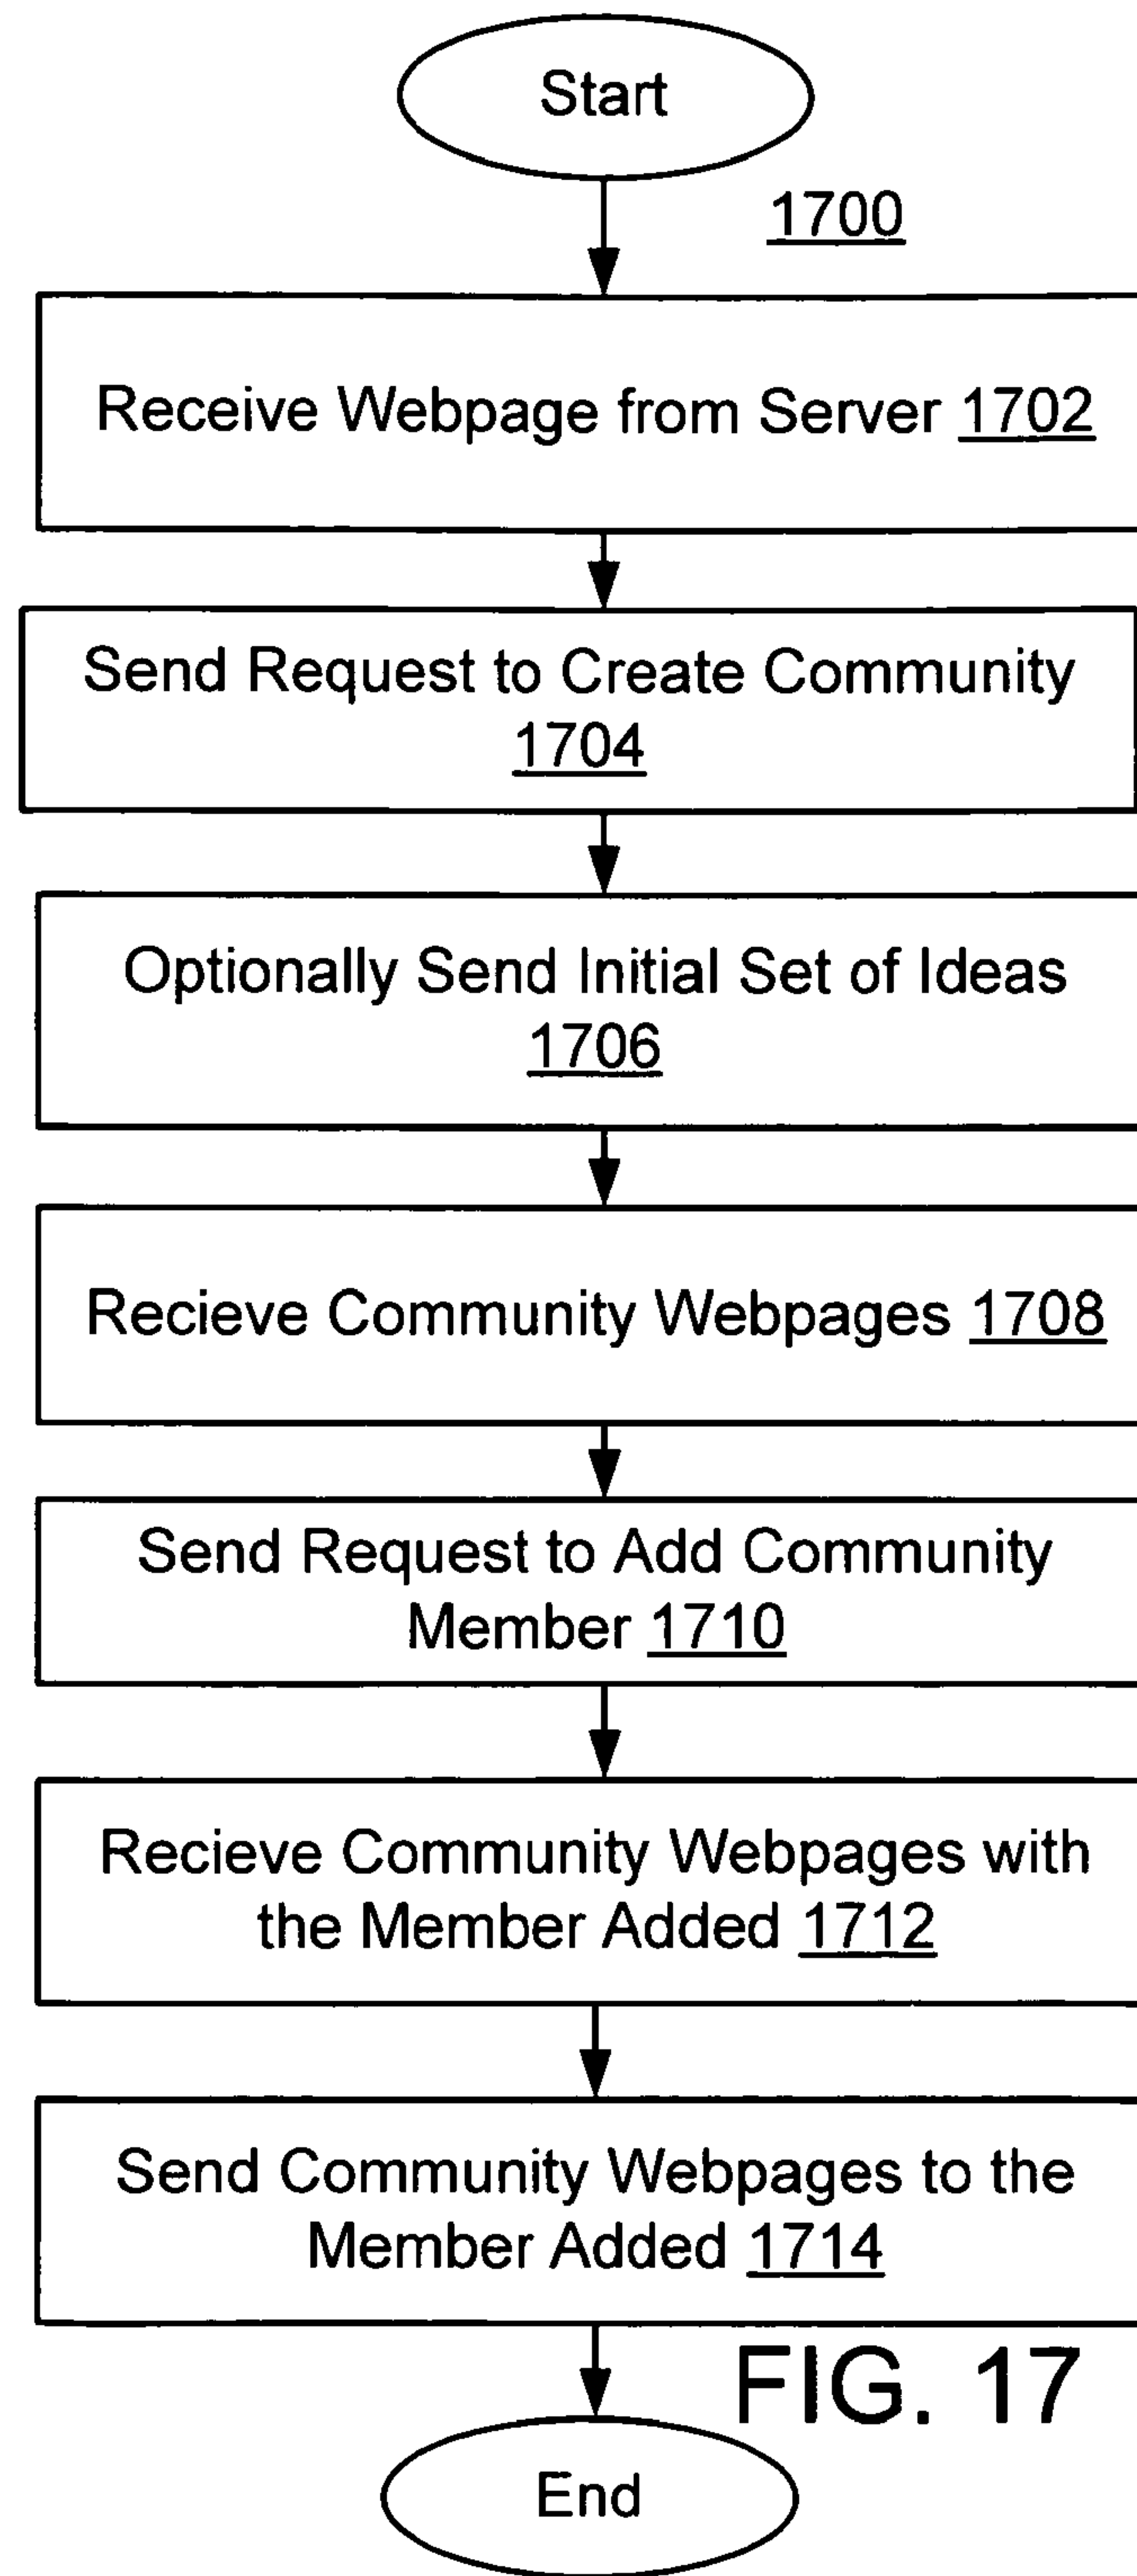 Start
1700
Receive Webpage from Server 1702
Send Request to Create Community
1704
Optionally Send Initial Set of Ideas
1706
Recieve Community Webpages 1708
Send Request to Add Community
Member 1710
Recieve Community Webpages with
the Member Added 1712
Send Community Webpages to the
Member Added 1714
FIG. 17
End